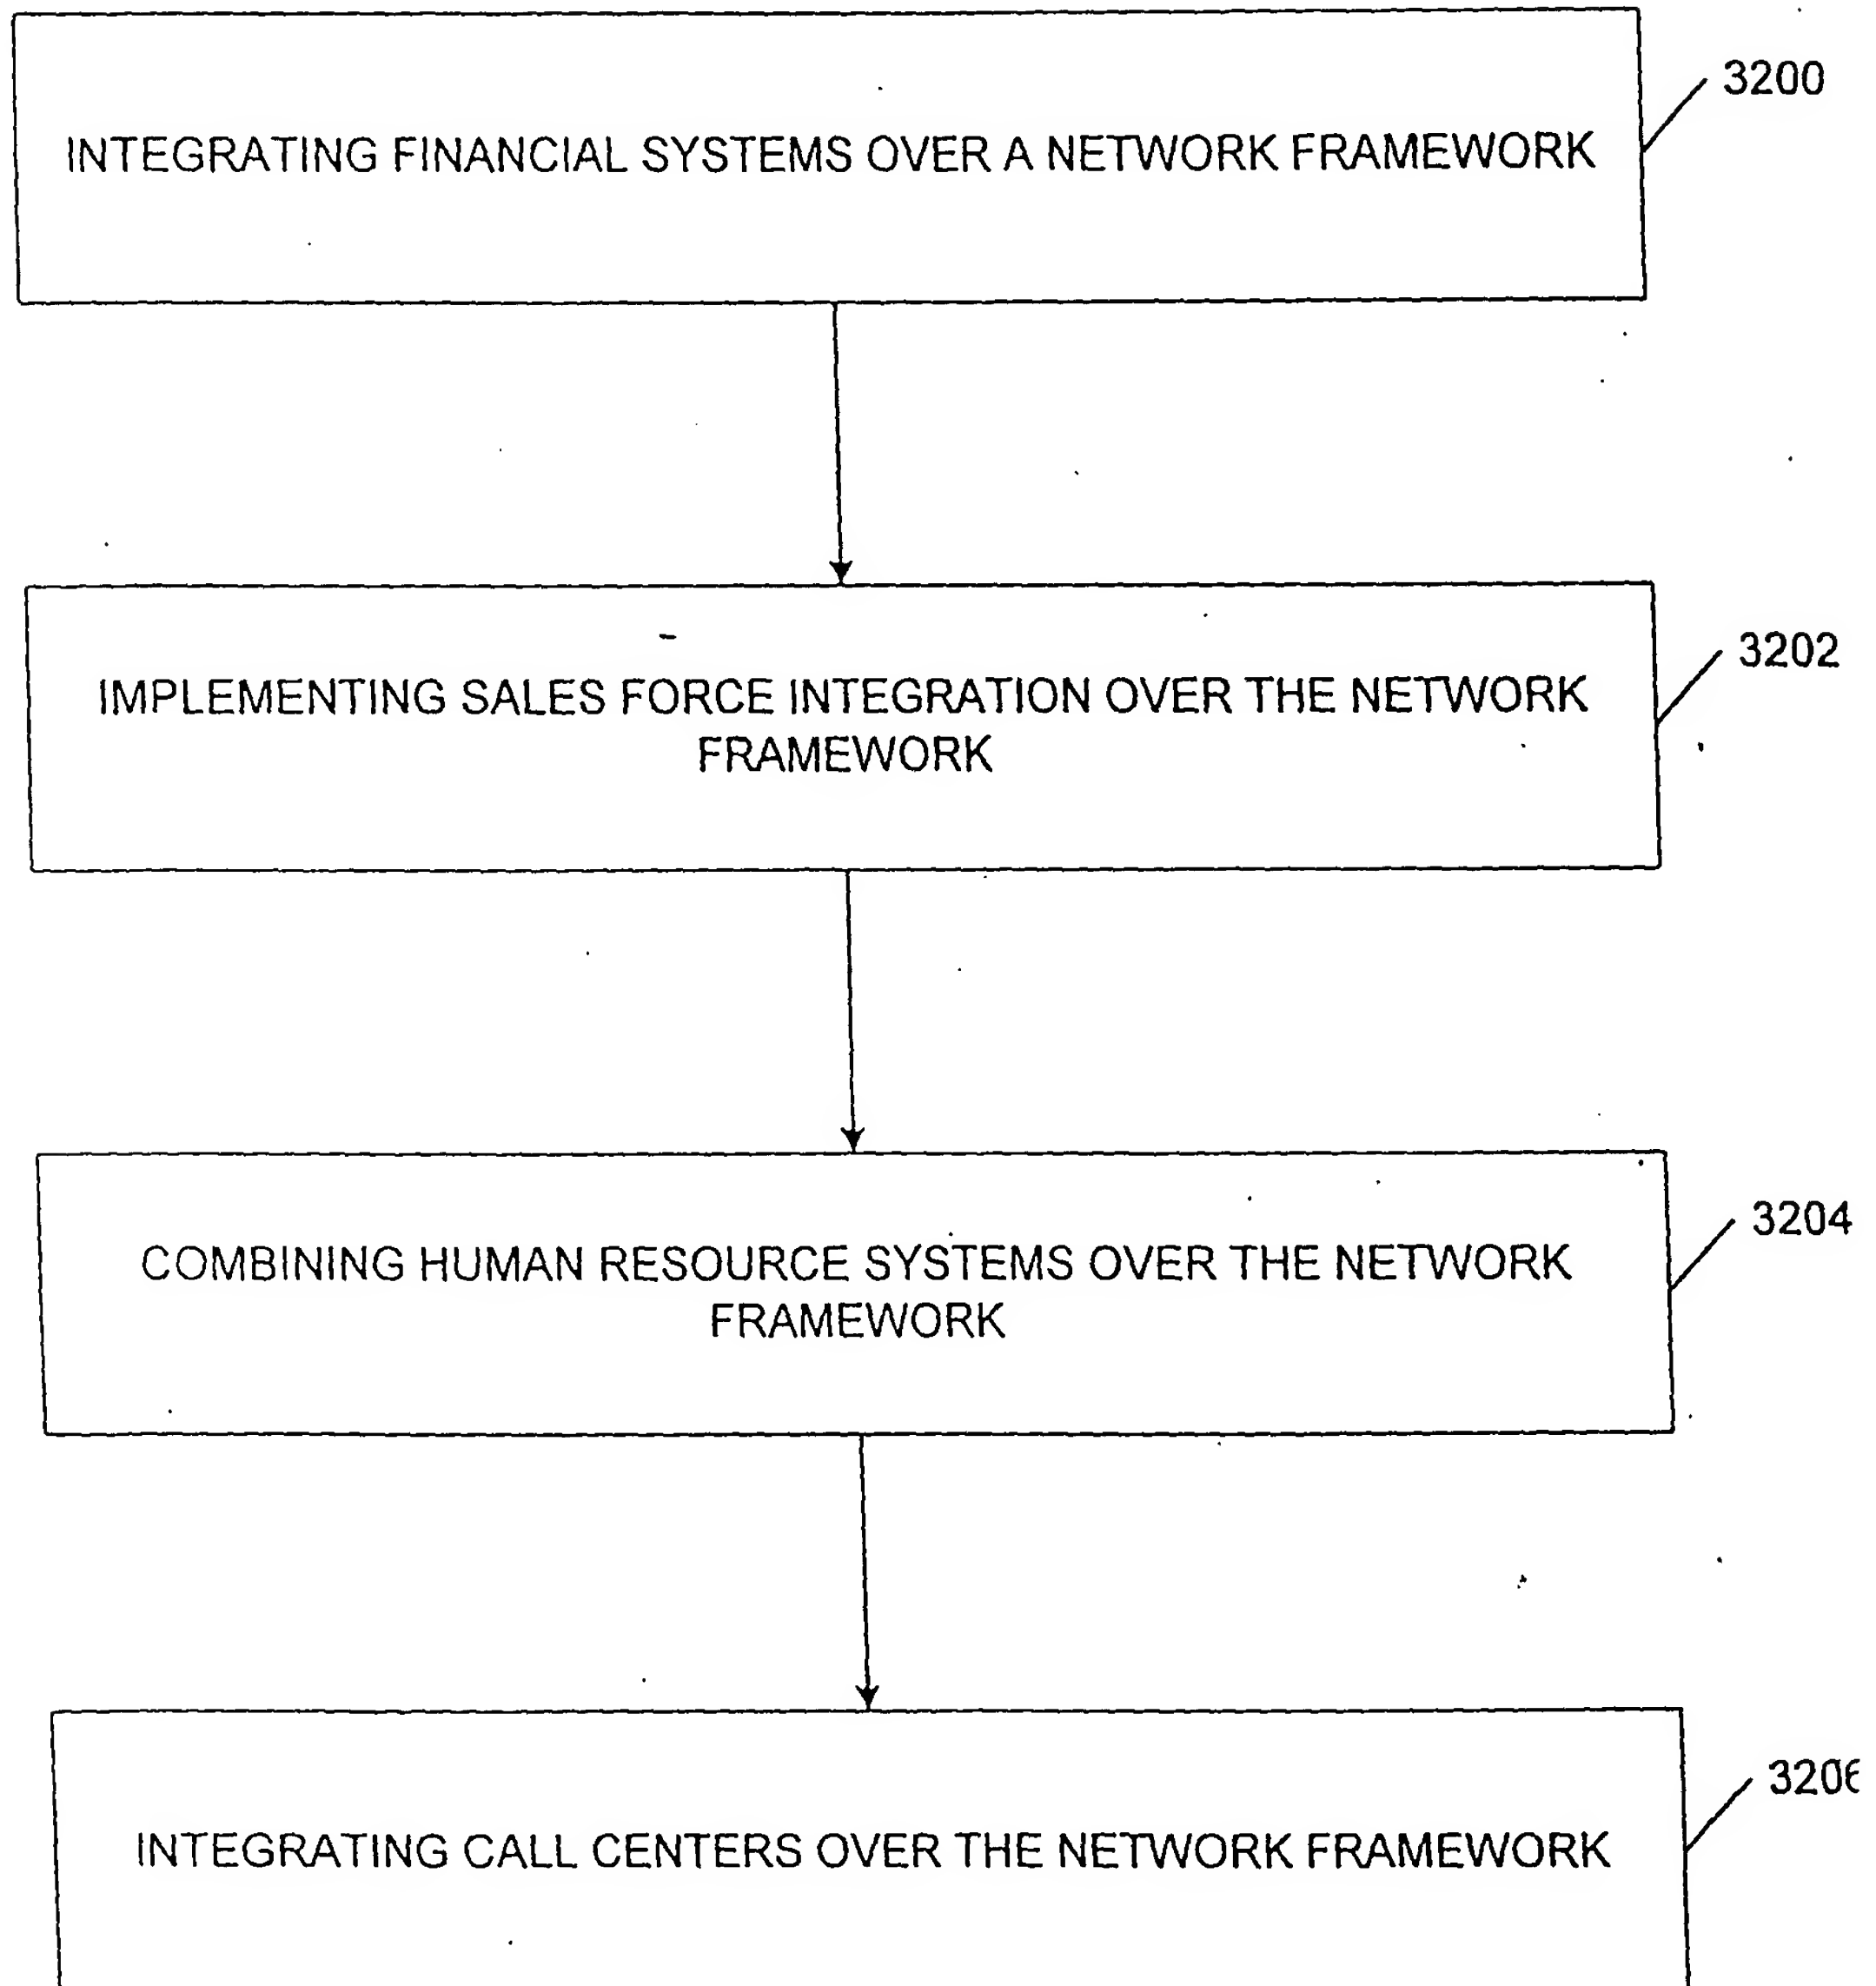 3200
INTEGRATING FINANCIAL SYSTEMS OVER A NETWORK FRAMEWORK
3202
IMPLEMENTING SALES FORCE INTEGRATION OVER THE NETWORK
FRAMEWORK
3204
COMBINING HUMAN RESOURCE SYSTEMS OVER THE NETWORK
FRAMEWORK
3206
INTEGRATING CALL CENTERS OVER THE NETWORK FRAMEWORK